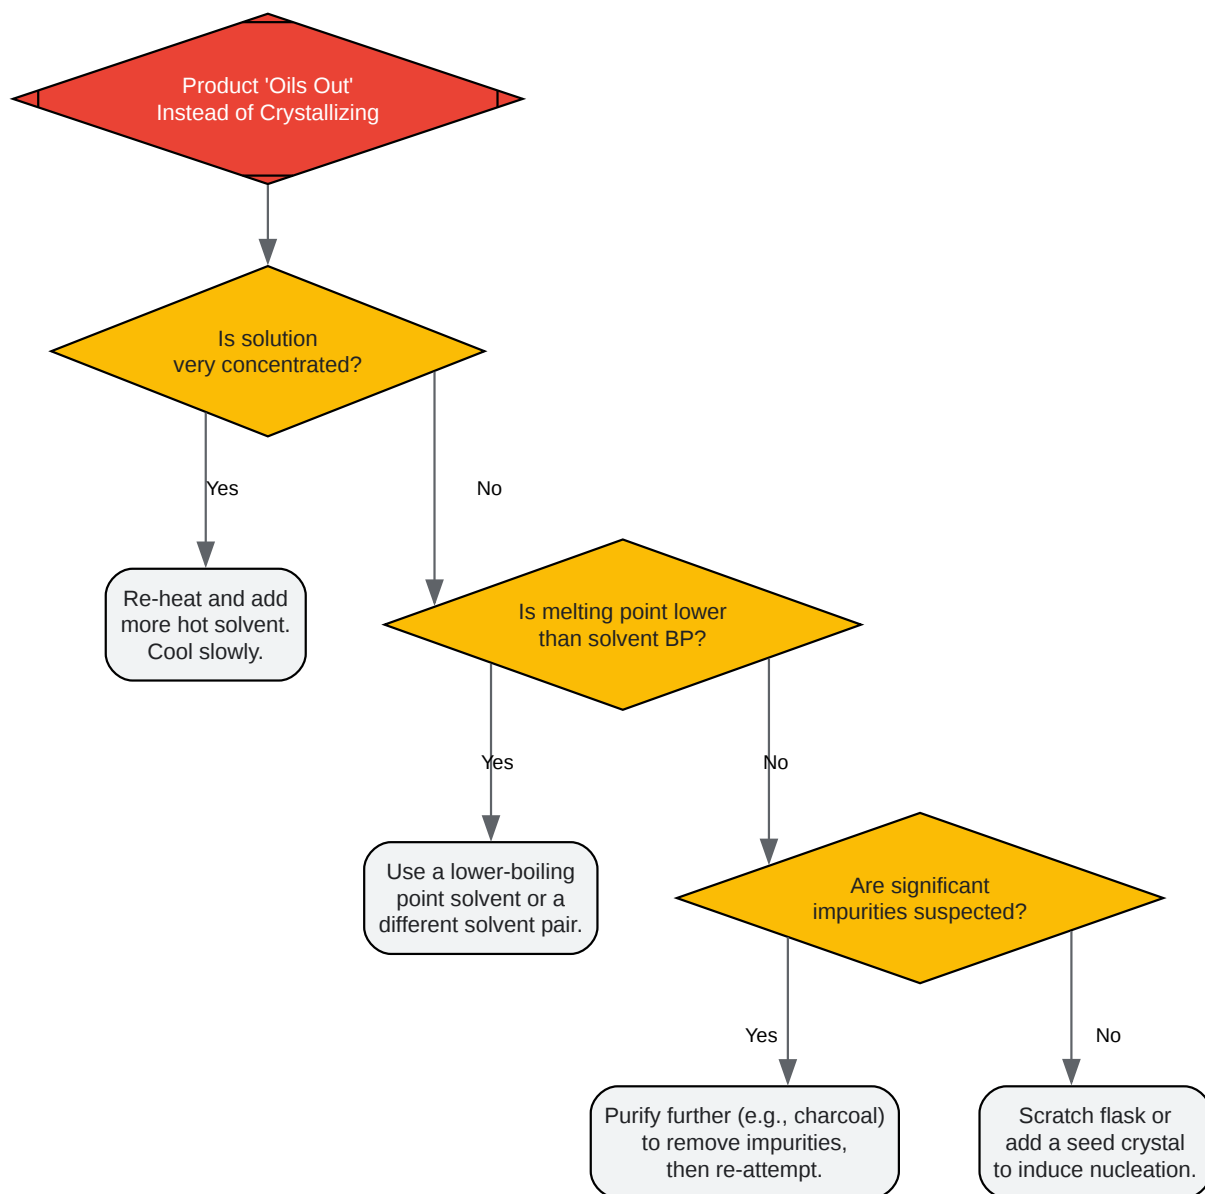 Product 'Oils Out'
Instead of Crystallizing
Is solution
very concentrated?
Yes
No
Re-heat and add
more hot solvent.
Cool slowly.
Is melting point lower
than solvent BP?
Yes
No
Use a lower-boiling
point solvent or a
different solvent pair.
Are significant
impurities suspected?
Yes
No
Purify further (e.g., charcoal)
to remove impurities,
then re-attempt.
Scratch flask or
add a seed crystal
to induce nucleation.